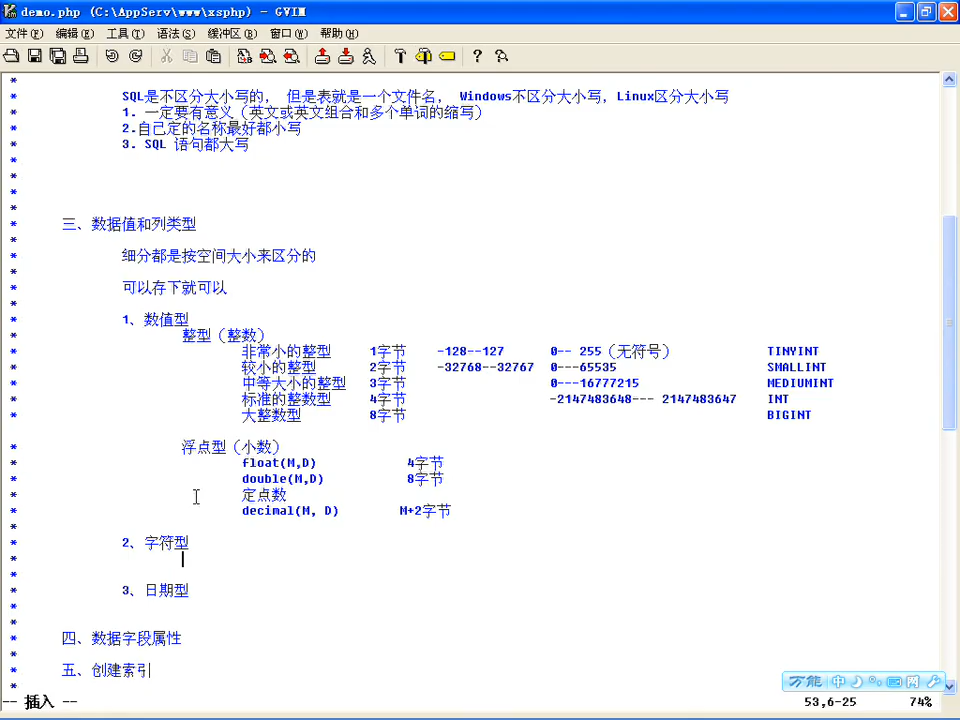 demo.php (C:\AppServ\www\xsphp) - GVIM
文件(F) 编辑(E) 工具(T) 语法(S) 缓冲区(B) 窗口(W) 帮助(H)
*
* SQL是不区分大小写的， 但是表就是一个文件名， Windows不区分大小写，Linux区分大小写
* 1. 一定要有意义（英文或英文组合和多个单词的缩写）
* 2.自己定的名称最好都小写
* 3. SQL 语句都大写
*
*
*
*
* 三、数据值和列类型
*
* 细分都是按空间大小来区分的
*
* 可以存下就可以
*
* 1、数值型
* 整型（整数）
* 非常小的整型 1字节 -128--127 0-- 255（无符号） TINYINT
* 较小的整型 2字节 -32768--32767 0---65535 SMALLINT
* 中等大小的整型 3字节 0---16777215 MEDIUMINT
* 标准的整数型 4字节 -2147483648--- 2147483647 INT
* 大整数型 8字节 BIGINT

* 浮点型（小数）
* float(M,D) 4字节
* double(M,D) 8字节
* 定点数
* decimal(M, D) M+2字节
*
* 2、字符型
*
*
* 3、日期型
*
*
* 四、数据字段属性
*
* 五、创建索引
*
万能 中 网
-- 插入 -- 53,6-25 74%